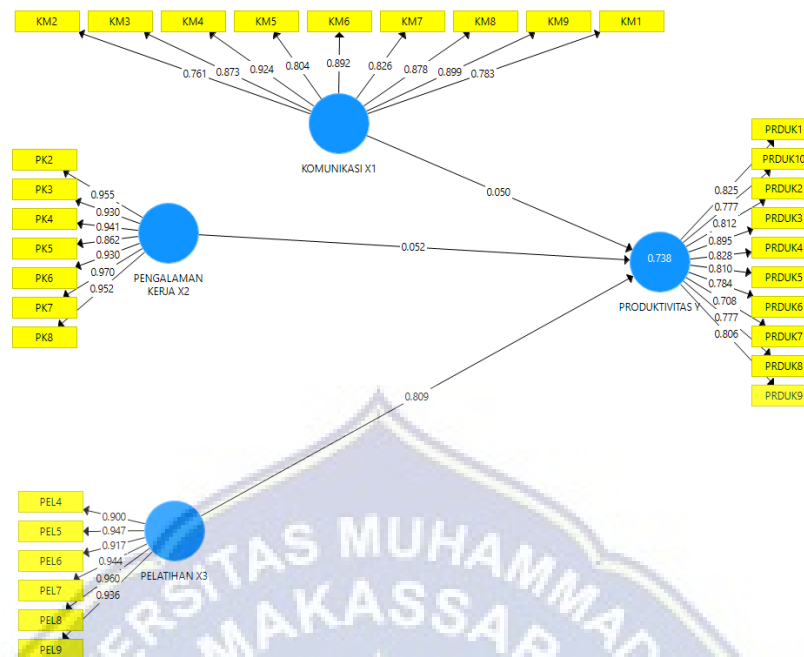 KM2 KM3 KM4 KM5 KM6 KM7 KM8 KM9 KM1
0.761 0.873 0.924 0.804 0.892 0.826 0.878 0.899 0.783
KOMUNIKASI X1
PK2
PK3
PK4
PK5
PK6
PK7
PK8
0.955
0.930
0.941
0.862
0.930
0.970
0.952
PENGALAMAN
KERJA X2
0.050
0.052
0.809
PRDUK1
PRDUK10
PRDUK2
PRDUK3
PRDUK4
PRDUK5
PRDUK6
PRDUK7
PRDUK8
PRDUK9
0.825
0.777
0.812
0.895
0.828
0.810
0.784
0.708
0.777
0.806
0.738
PRODUKTIVITAS Y
PEL4
PEL5
PEL6
PEL7
PEL8
PEL9
0.900
0.947
0.917
0.944
0.960
0.936
PELATIHAN X3
ERSITAS MUHAMMAD
MAKASSAR